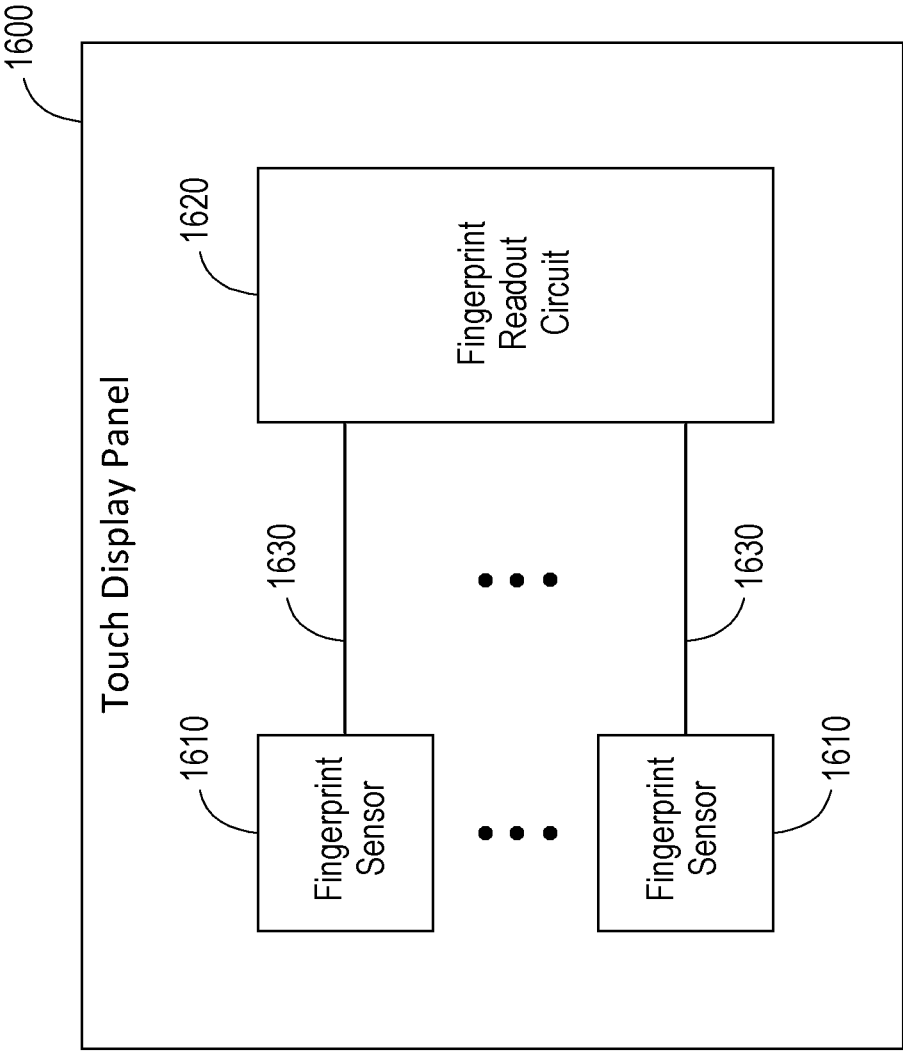 1600
Touch Display Panel
1610
1630
1620
Fingerprint
Sensor
Fingerprint
Readout
Circuit
Fingerprint
Sensor
1610
1630